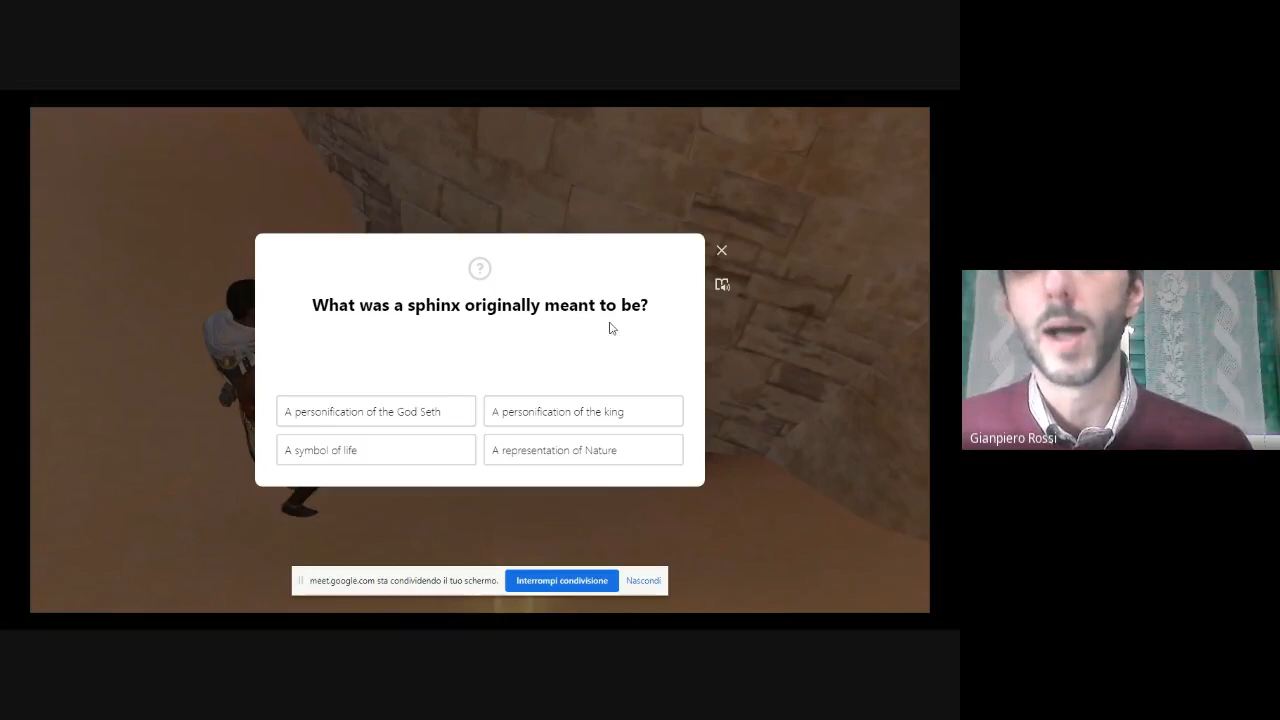 What was a sphinx originally meant to be?
A personification of the God Seth
A personification of the king
A symbol of life
A representation of Nature
Gianpiero Rossi
meet.google.com sta condividendo il tuo schermo.
Interrompi condivisione
Nascondi